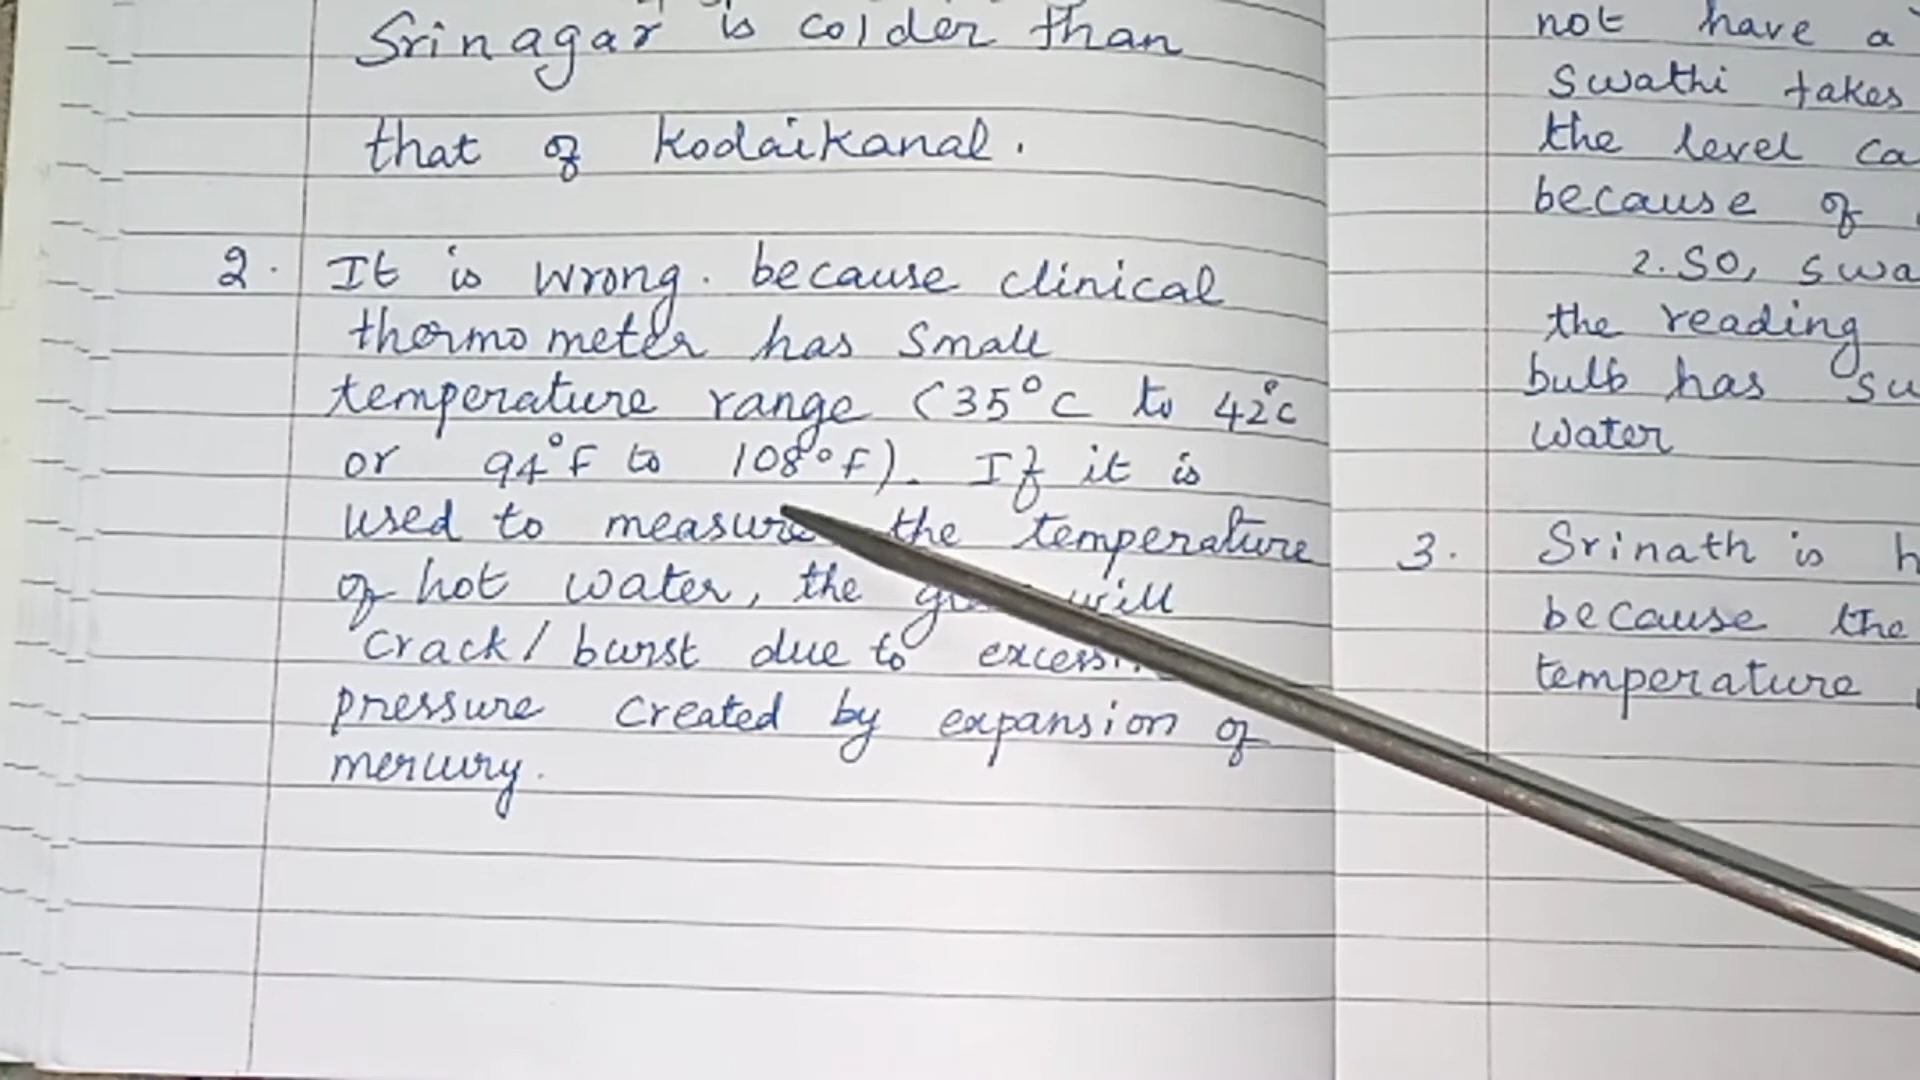 Srinagar is colder than
that of Kodaikanal.
2. It is wrong. because clinical
thermometer has small
temperature range (35°C to 42°C
or 94°F to 108°F). If it is
used to measure the temperature
of hot water, the will
crack/burst due to
pressure created by expansion of
mercury.
not have a
Swathi takes
the level
because of
2. So,
the reading
bulb has
water
3. Srinath is
because the
temperature